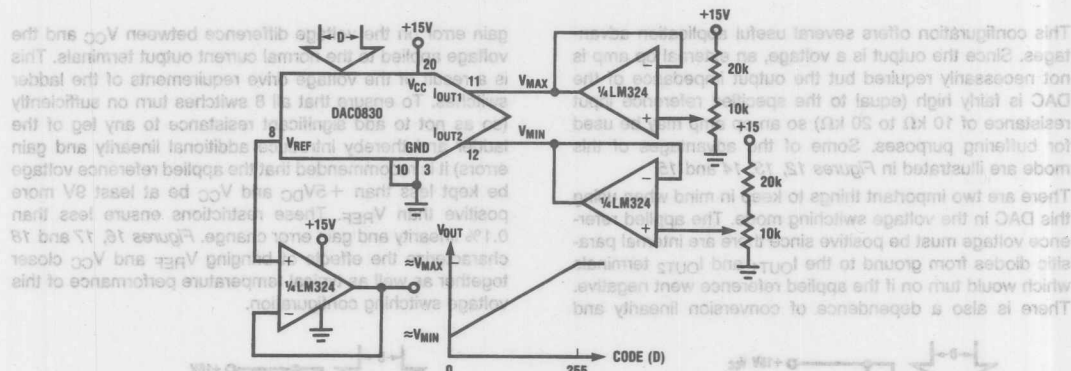 This configuration offers several useful application advan-
tages. Since the output is a voltage, an external op amp is
not necessarily required but the output impedance of the
DAC is fairly high (equal to the specified reference input
resistance of 10 kΩ to 20 kΩ) so an op amp may be used
for buffering purposes. Some of the advantages of this
mode are illustrated in Figures 12, 13, 14 and 15.
There are two important things to keep in mind when using
this DAC in the voltage switching mode. The applied refer-
ence voltage must be positive since there are internal para-
sitic diodes from ground to the IOUT1 and IOUT2 terminals
which would turn on if the applied reference went negative.
There is also a dependence of conversion linearity and
gain error on the voltage difference between VCC and the
voltage applied to the normal current output terminals. This
is a result of the voltage drive requirements of the ladder
switches. To ensure that all 8 switches turn on sufficiently
(so as not to add significant resistance to any leg of the
ladder and thereby introduce additional linearity and gain
errors) it is recommended that the applied reference voltage
be kept less than +5VDC and VCC be at least 9V more
positive than VREF. These restrictions ensure less than
0.1% linearity and gain error change. Figures 16, 17 and 18
characterize the effects of bringing VREF and VCC closer
together as well as typical temperature performance of this
voltage switching configuration.
D
+15V
20
VCC
11
IOUT1
VMAX
DAC0830
8
VREF
IOUT2
12
VMIN
GND
10
3
¼ LM324
−
+
+15V
20k
10k
+15
¼ LM324
−
+
20k
10k
+15V
+
¼ LM324
−
VOUT
≈VMAX
≈VMIN
0
255
CODE (D)
D
D
+15V